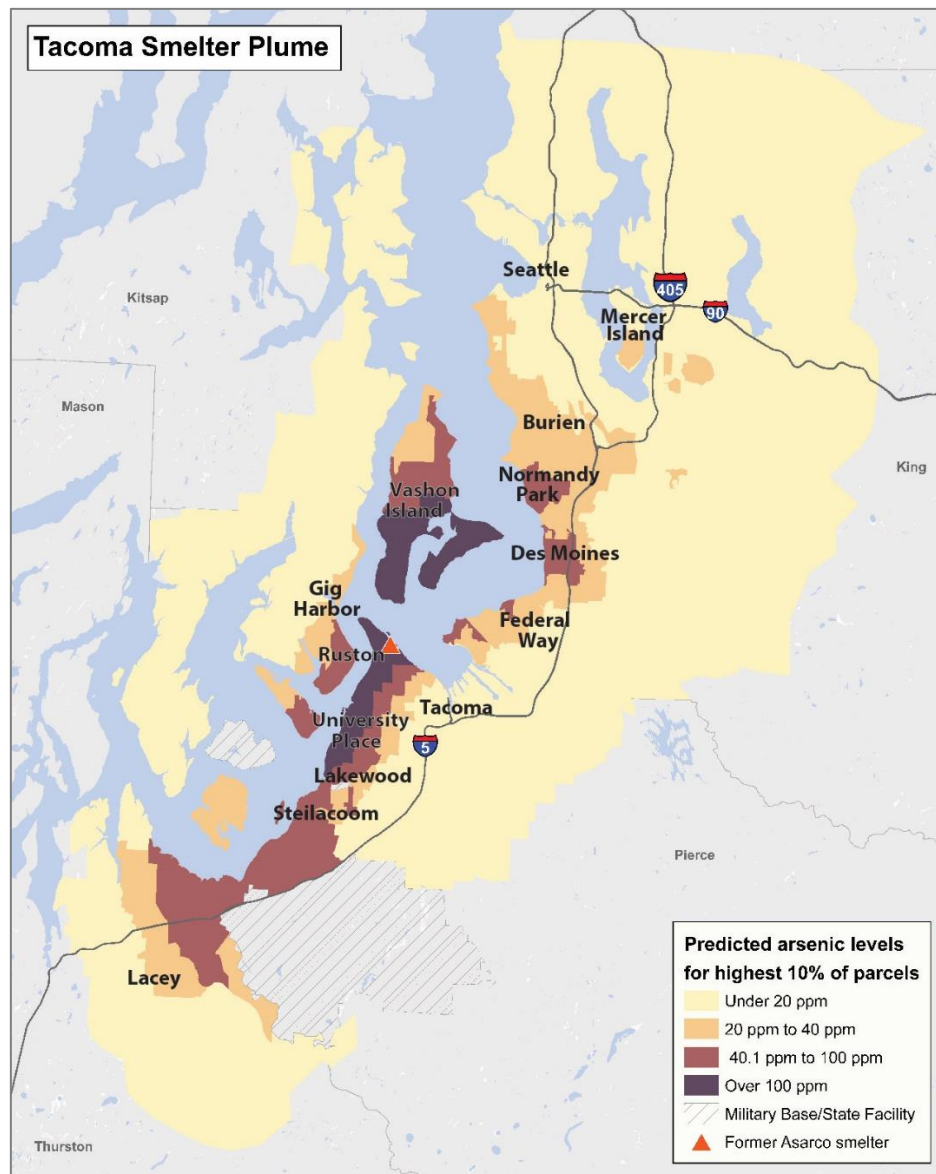 Tacoma Smelter Plume
Seattle
405
90
Mercer
Island
Kitsap
Mason
Burien
King
Normandy
Park
Vashon
Island
Des Moines
Gig
Harbor
Federal
Way
Ruston
Tacoma
University
Place
5
Lakewood
Steilacoom
Pierce
Lacey
Thurston
Predicted arsenic levels
for highest 10% of parcels
Under 20 ppm
20 ppm to 40 ppm
40.1 ppm to 100 ppm
Over 100 ppm
Military Base/State Facility
Former Asarco smelter